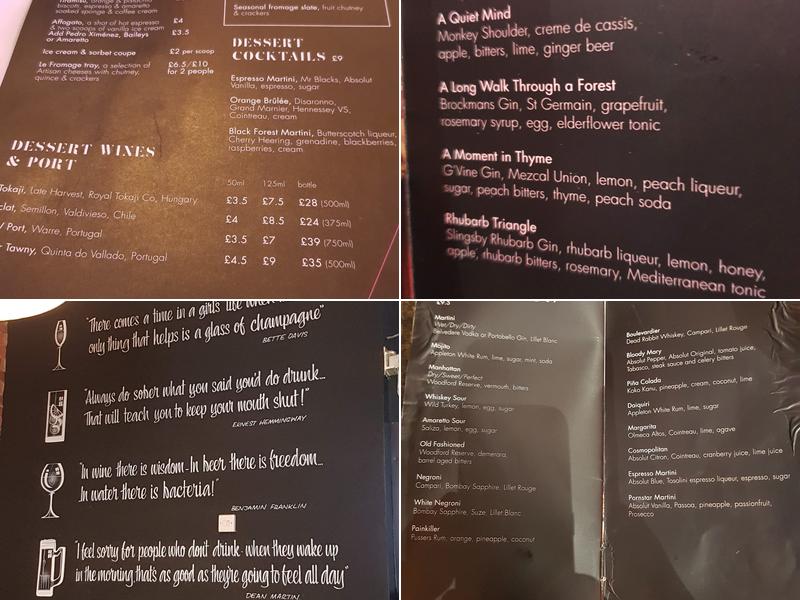 biscotti, espresso & amaretto
soaked sponge & mascarpone
Affogato, a shot of hot espresso £4
& two scoops of vanilla ice cream
Add Pedro Ximénez, Baileys £3.5
or Amaretto
Ice cream & sorbet coupe £2 per scoop
Le Fromage tray, a selection of £6.5/£10
Artisan cheeses with chutney, for 2 people
quince & crackers
Seasonal fromage slate, fruit chutney
& crackers
DESSERT
COCKTAILS £9
Espresso Martini, Mr Blacks, Absolut
Vanilla, espresso, sugar
Orange Brûlée, Disaronno,
Grand Marnier, Hennessey VS,
Cointreau, cream
Black Forest Martini, Butterscotch liqueur,
Cherry Heering, grenadine, blackberries,
raspberries, cream
DESSERT WINES
& PORT
50ml 125ml bottle
Tokaji, Late Harvest, Royal Tokaji Co, Hungary £3.5 £7.5 £28 (500ml)
clat, Semillon, Valdivieso, Chile £4 £8.5 £24 (375ml)
Port, Warre, Portugal £3.5 £7 £39 (750ml)
Tawny, Quinta do Vallado, Portugal £4.5 £9 £35 (500ml)
A Quiet Mind
Monkey Shoulder, creme de cassis,
apple, bitters, lime, ginger beer
A Long Walk Through a Forest
Brockmans Gin, St Germain, grapefruit,
rosemary syrup, egg, elderflower tonic
A Moment in Thyme
G'Vine Gin, Mezcal Union, lemon, peach liqueur,
sugar, peach bitters, thyme, peach soda
Rhubarb Triangle
Slingsby Rhubarb Gin, rhubarb liqueur, lemon, honey,
apple, rhubarb bitters, rosemary, Mediterranean tonic
"There comes a time in a girls life when
only thing that helps is a glass of champagne"
BETTE DAVIS
"Always do sober what you said you'd do drunk...
That will teach you to keep your mouth shut!"
ERNEST HEMMINGWAY
"In wine there is wisdom-In beer there is freedom...
In water there is bacteria!"
BENJAMIN FRANKLIN
"I feel sorry for people who don't drink-when they wake up
in the morning,that's as good as they're going to feel all day"
DEAN MARTIN
£9.5
Martini
Wet/Dry/Dirty
Belvedere Vodka or Portobello Gin, Lillet Blanc
Mojito
Appleton White Rum, lime, sugar, mint, soda
Manhattan
Dry/Sweet/Perfect
Woodford Reserve, vermouth, bitters
Whiskey Sour
Wild Turkey, lemon, egg, sugar
Amaretto Sour
Saliza, lemon, egg, sugar
Old Fashioned
Woodford Reserve, demerara,
barrel aged bitters
Negroni
Campari, Bombay Sapphire, Lillet Rouge
White Negroni
Bombay Sapphire, Suze, Lillet Blanc
Painkiller
Pussers Rum, orange, pineapple, coconut
Boulevardier
Dead Rabbit Whiskey, Campari, Lillet Rouge
Bloody Mary
Absolut Pepper, Absolut Original, tomato juice,
Tabasco, steak sauce and celery bitters
Piña Colada
Koko Kanu, pineapple, cream, coconut, lime
Daiquiri
Appleton White Rum, lime, sugar
Margarita
Olmeca Altos, Cointreau, lime, agave
Cosmopolitan
Absolut Citron, Cointreau, cranberry juice, lime juice
Espresso Martini
Absolut Blue, Tosolini espresso liqueur, espresso, sugar
Pornstar Martini
Absolut Vanilla, Passoa, pineapple, passionfruit,
Prosecco